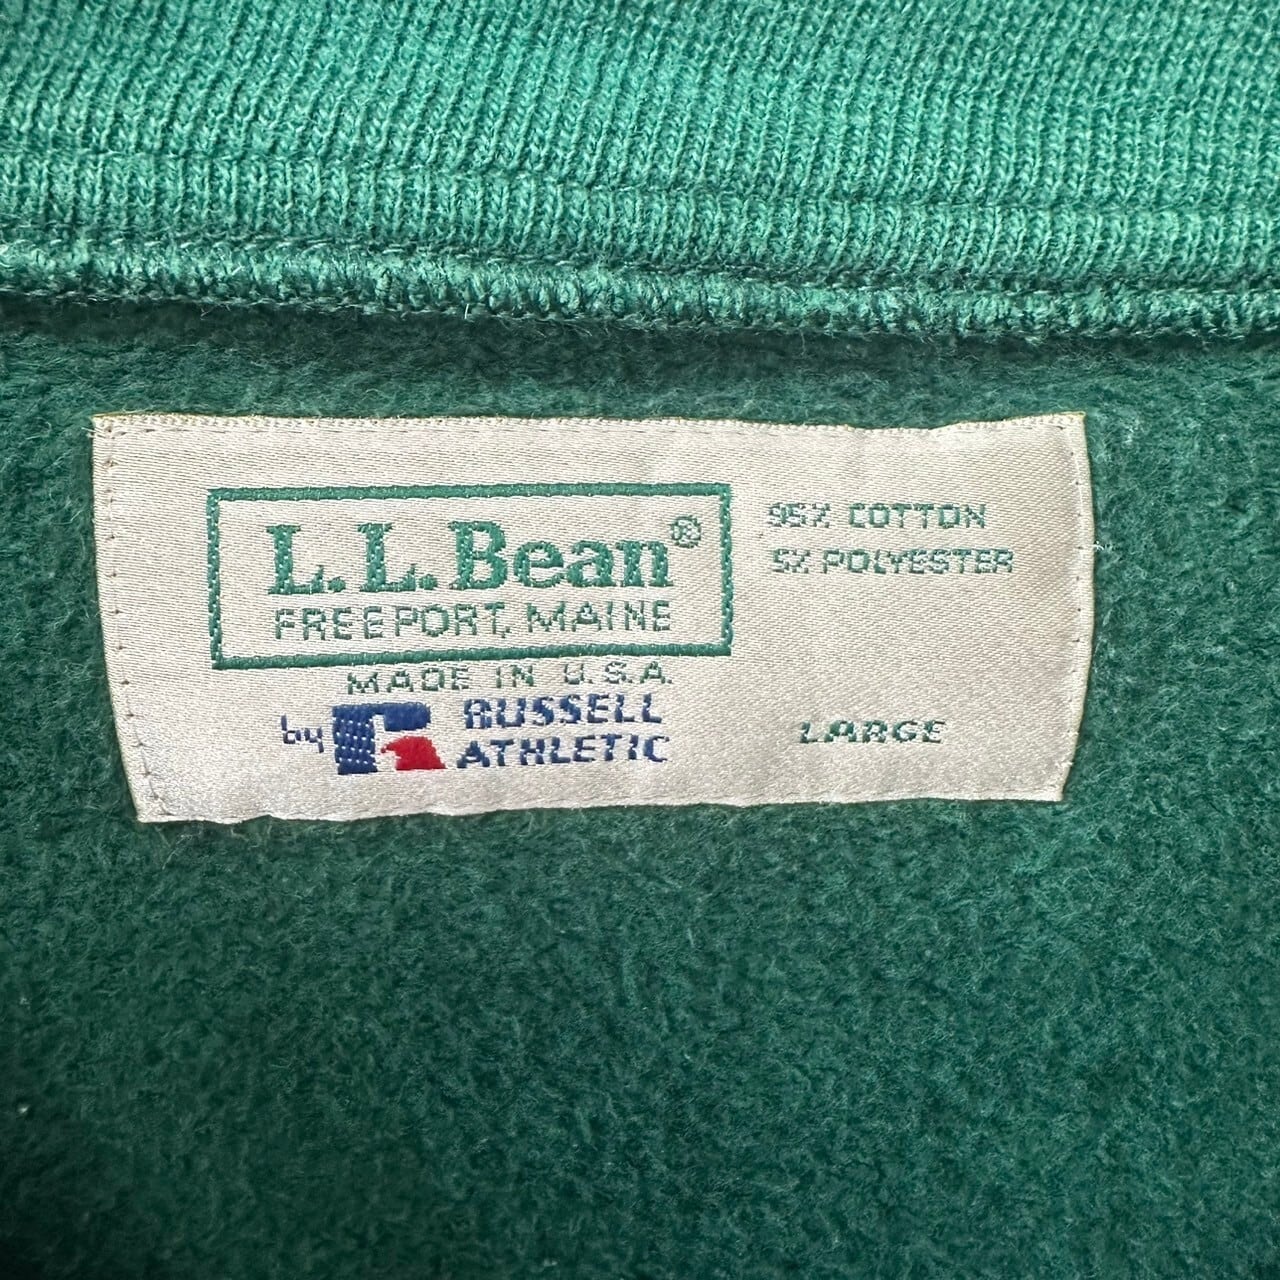 L.L.Bean®
FREEPORT, MAINE
MADE IN U.S.A.
by RUSSELL
ATHLETIC
95% COTTON
5% POLYESTER
LARGE